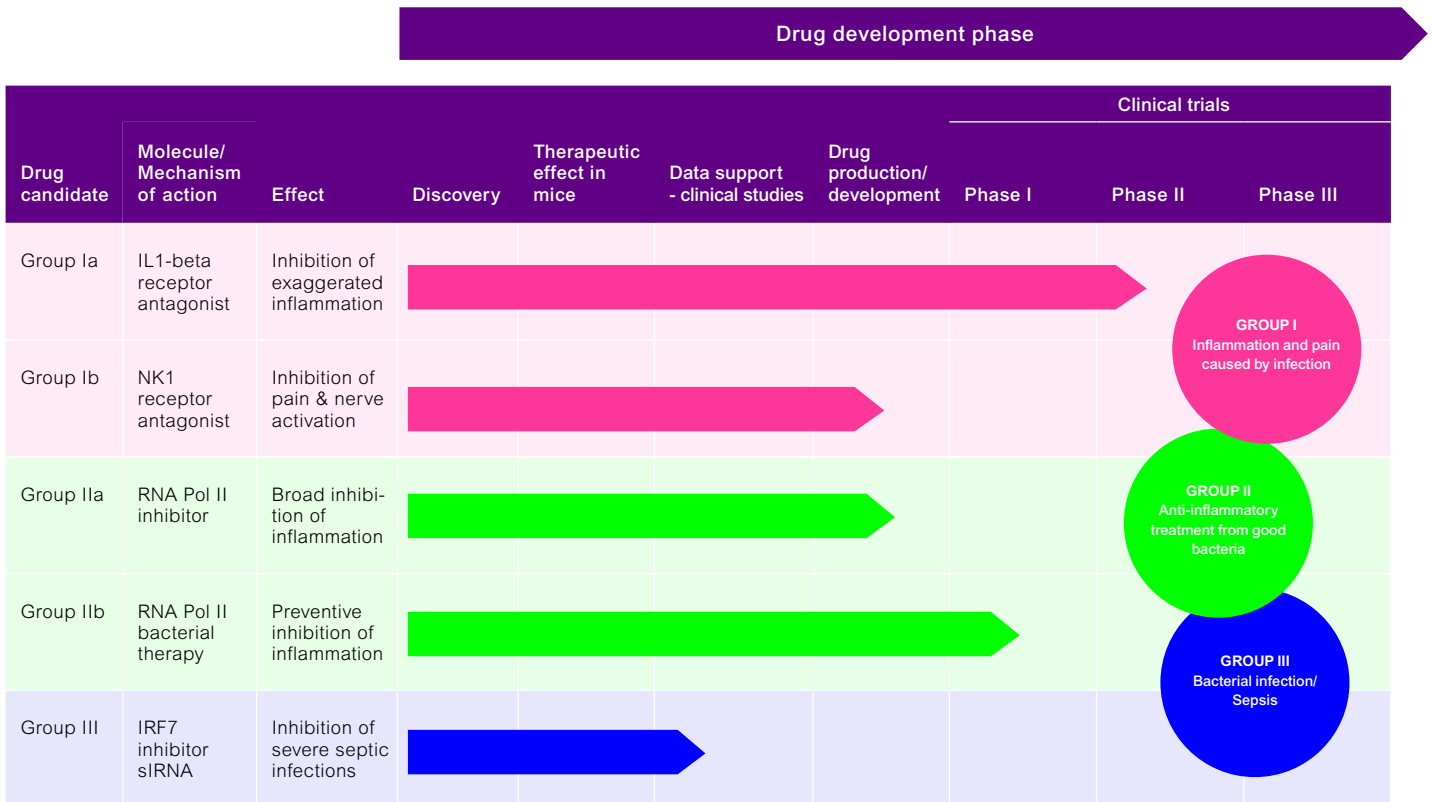 Drug development phase
Clinical trials
Drug
candidate
Molecule/
Mechanism
of action
Effect
Discovery
Therapeutic
effect in
mice
Data support
- clinical studies
Drug
production/
development
Phase I
Phase II
Phase III
Group Ia
IL1-beta
receptor
antagonist
Inhibition of
exaggerated
inflammation
Group Ib
NK1
receptor
antagonist
Inhibition of
pain & nerve
activation
Group IIa
RNA Pol II
inhibitor
Broad inhibi-
tion of
inflammation
Group IIb
RNA Pol II
bacterial
therapy
Preventive
inhibition of
inflammation
Group III
IRF7
inhibitor
sIRNA
Inhibition of
severe septic
infections
GROUP I
Inflammation and pain
caused by infection
GROUP II
Anti-inflammatory
treatment from good
bacteria
GROUP III
Bacterial infection/
Sepsis